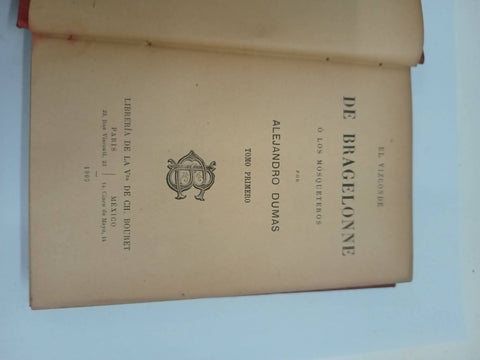 EL VIZCONDE
DE BRAGELONNE
Ó LOS MOSQUETEROS
POR
ALEJANDRO DUMAS
TOMO PRIMERO
LIBRERÍA DE LA Vda DE CH. BOURET
PARÍS
23, Rue Visconti, 23
MÉXICO
14, Cinco de Mayo, 14